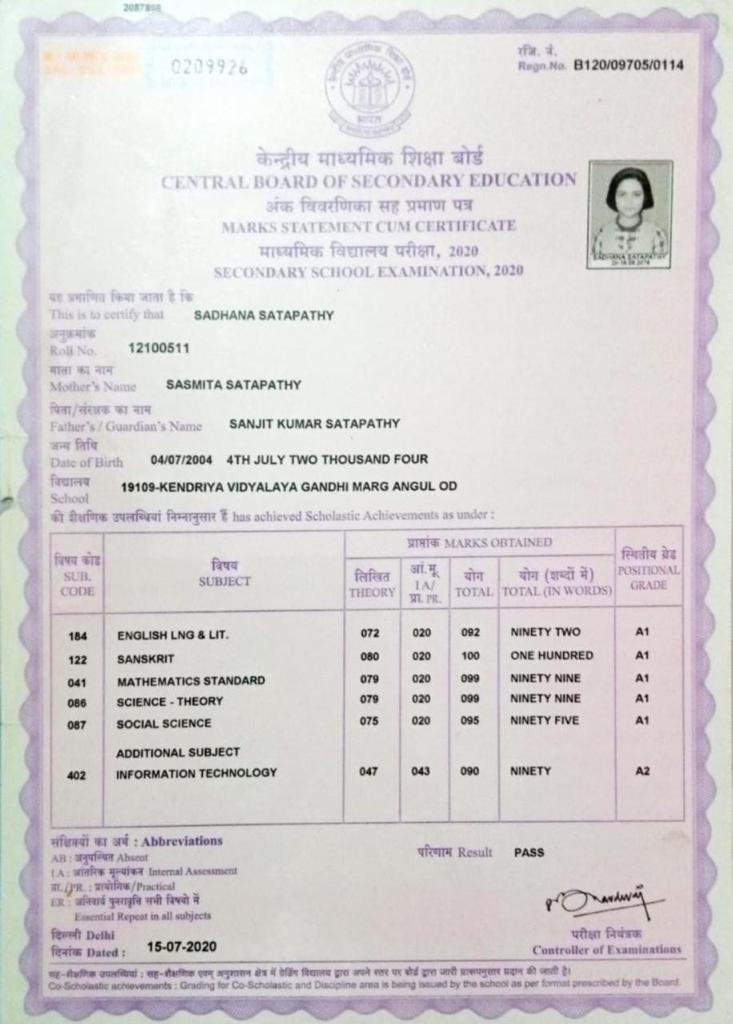 2087868
0209926
रजि. नं.
Regn.No. B120/09705/0114
भारत
केन्द्रीय माध्यमिक शिक्षा बोर्ड
CENTRAL BOARD OF SECONDARY EDUCATION
अंक विवरणिका सह प्रमाण पत्र
MARKS STATEMENT CUM CERTIFICATE
माध्यमिक विद्यालय परीक्षा, 2020
SECONDARY SCHOOL EXAMINATION, 2020
SADHANA SATAPATHY
यह प्रमाणित किया जाता है कि
This is to certify that SADHANA SATAPATHY
अनुक्रमांक
Roll No. 12100511
माता का नाम
Mother's Name SASMITA SATAPATHY
पिता/संरक्षक का नाम
Father's / Guardian's Name SANJIT KUMAR SATAPATHY
जन्म तिथि
Date of Birth 04/07/2004 4TH JULY TWO THOUSAND FOUR
विद्यालय
School 19109-KENDRIYA VIDYALAYA GANDHI MARG ANGUL OD
की शैक्षणिक उपलब्धियां निम्नानुसार हैं has achieved Scholastic Achievements as under :
विषय कोड SUB. CODE
विषय SUBJECT
प्राप्तांक MARKS OBTAINED
लिखित THEORY
आं.मू. I A/ प्रा. PR.
योग TOTAL
योग (शब्दों में) TOTAL (IN WORDS)
स्थितीय ग्रेड POSITIONAL GRADE
184 ENGLISH LNG & LIT. 072 020 092 NINETY TWO A1
122 SANSKRIT 080 020 100 ONE HUNDRED A1
041 MATHEMATICS STANDARD 079 020 099 NINETY NINE A1
086 SCIENCE - THEORY 079 020 099 NINETY NINE A1
087 SOCIAL SCIENCE 075 020 095 NINETY FIVE A1
ADDITIONAL SUBJECT
402 INFORMATION TECHNOLOGY 047 043 090 NINETY A2
संक्षिप्तयों का अर्थ : Abbreviations
AB : अनुपस्थित Absent
I A : आंतरिक मूल्यांकन Internal Assessment
प्रा./PR. : प्रायोगिक/Practical
ER : अनिवार्य पुनरावृति सभी विषयो में
Essential Repeat in all subjects
परिणाम Result PASS
दिल्ली Delhi
दिनांक Dated : 15-07-2020
परीक्षा नियंत्रक
Controller of Examinations
सह-शैक्षणिक उपलब्धियां : सह-शैक्षणिक एवम् अनुशासन क्षेत्र में ग्रेडिंग विद्यालय द्वारा अपने स्तर पर बोर्ड द्वारा जारी प्रारूपनुसार प्रदान की जाती है।
Co-Scholastic achievements : Grading for Co-Scholastic and Discipline area is being issued by the school as per format prescribed by the Board.